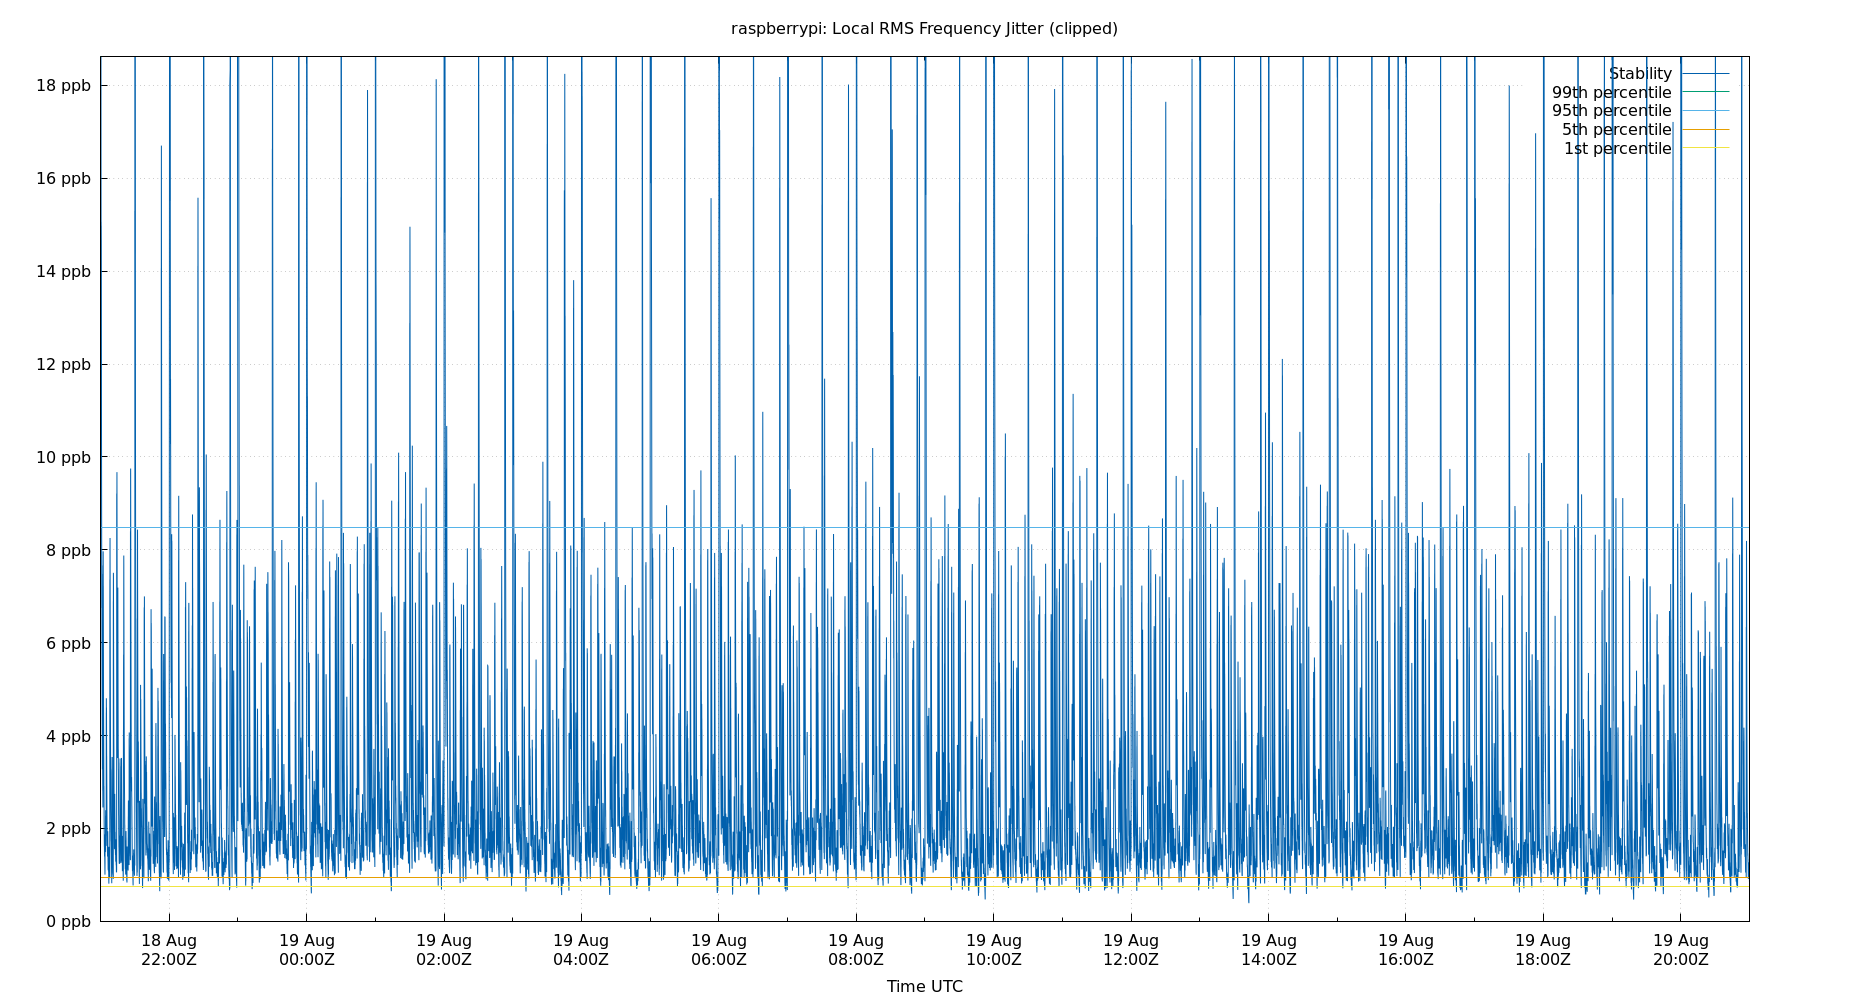 raspberrypi: Local RMS Frequency Jitter (clipped)
Stability
99th percentile
95th percentile
5th percentile
1st percentile
18 ppb
16 ppb
14 ppb
12 ppb
10 ppb
8 ppb
6 ppb
4 ppb
2 ppb
0 ppb
18 Aug 19 Aug 19 Aug 19 Aug 19 Aug 19 Aug 19 Aug 19 Aug 19 Aug 19 Aug 19 Aug 19 Aug
22:00Z 00:00Z 02:00Z 04:00Z 06:00Z 08:00Z 10:00Z 12:00Z 14:00Z 16:00Z 18:00Z 20:00Z
Time UTC